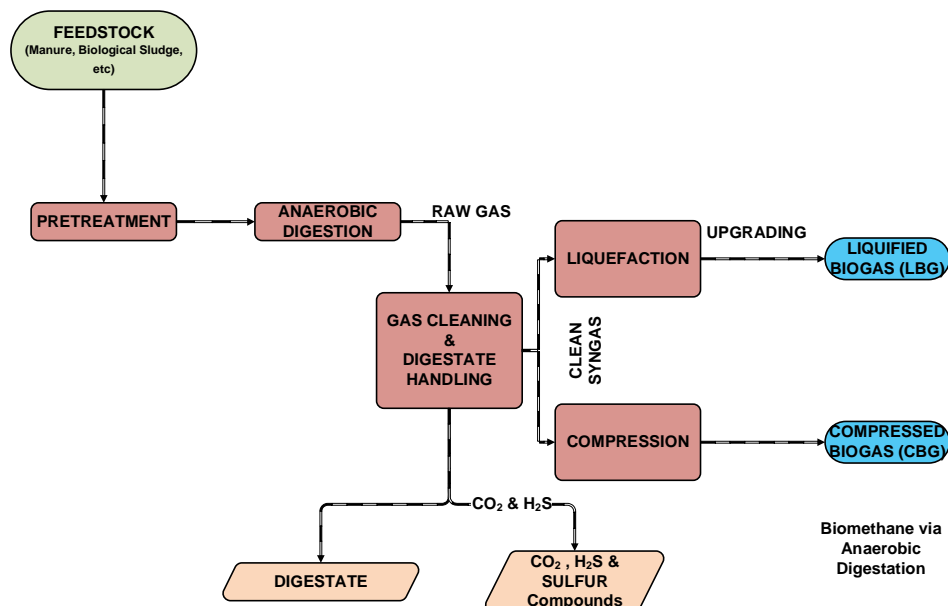 FEEDSTOCK
(Manure, Biological Sludge,
etc)
PRETREATMENT
ANAEROBIC
DIGESTION
RAW GAS
GAS CLEANING
&
DIGESTATE
HANDLING
LIQUEFACTION
UPGRADING
LIQUIFIED
BIOGAS (LBG)
CLEAN
SYNGAS
COMPRESSION
COMPRESSED
BIOGAS (CBG)
CO₂ & H₂S
DIGESTATE
CO₂ , H₂S &
SULFUR
Compounds
Biomethane via
Anaerobic
Digestation